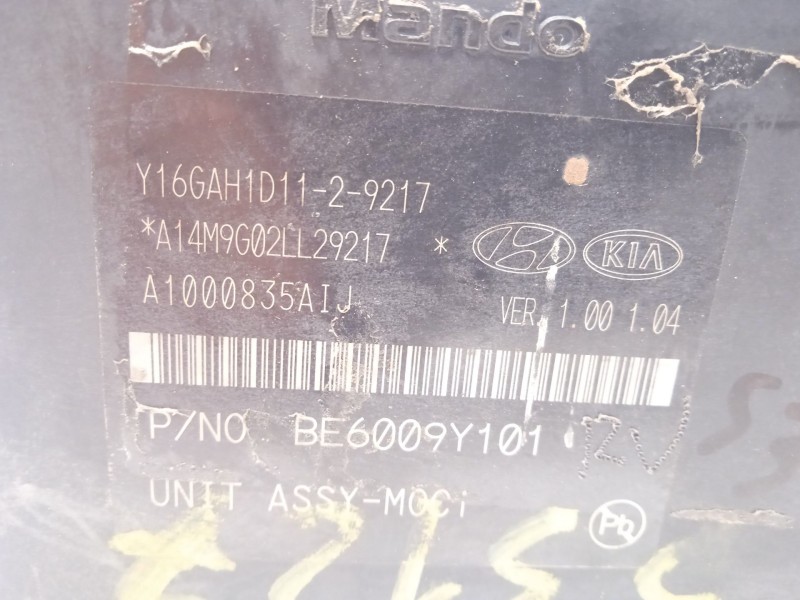 Mando
Y16GAH1D11-2-9217
*A14M9G02LL29217 *
KIA
A1000835AIJ
VER. 1.00 1.04
P/NO BE6009Y101
UNIT ASSY-MOCi
Pb